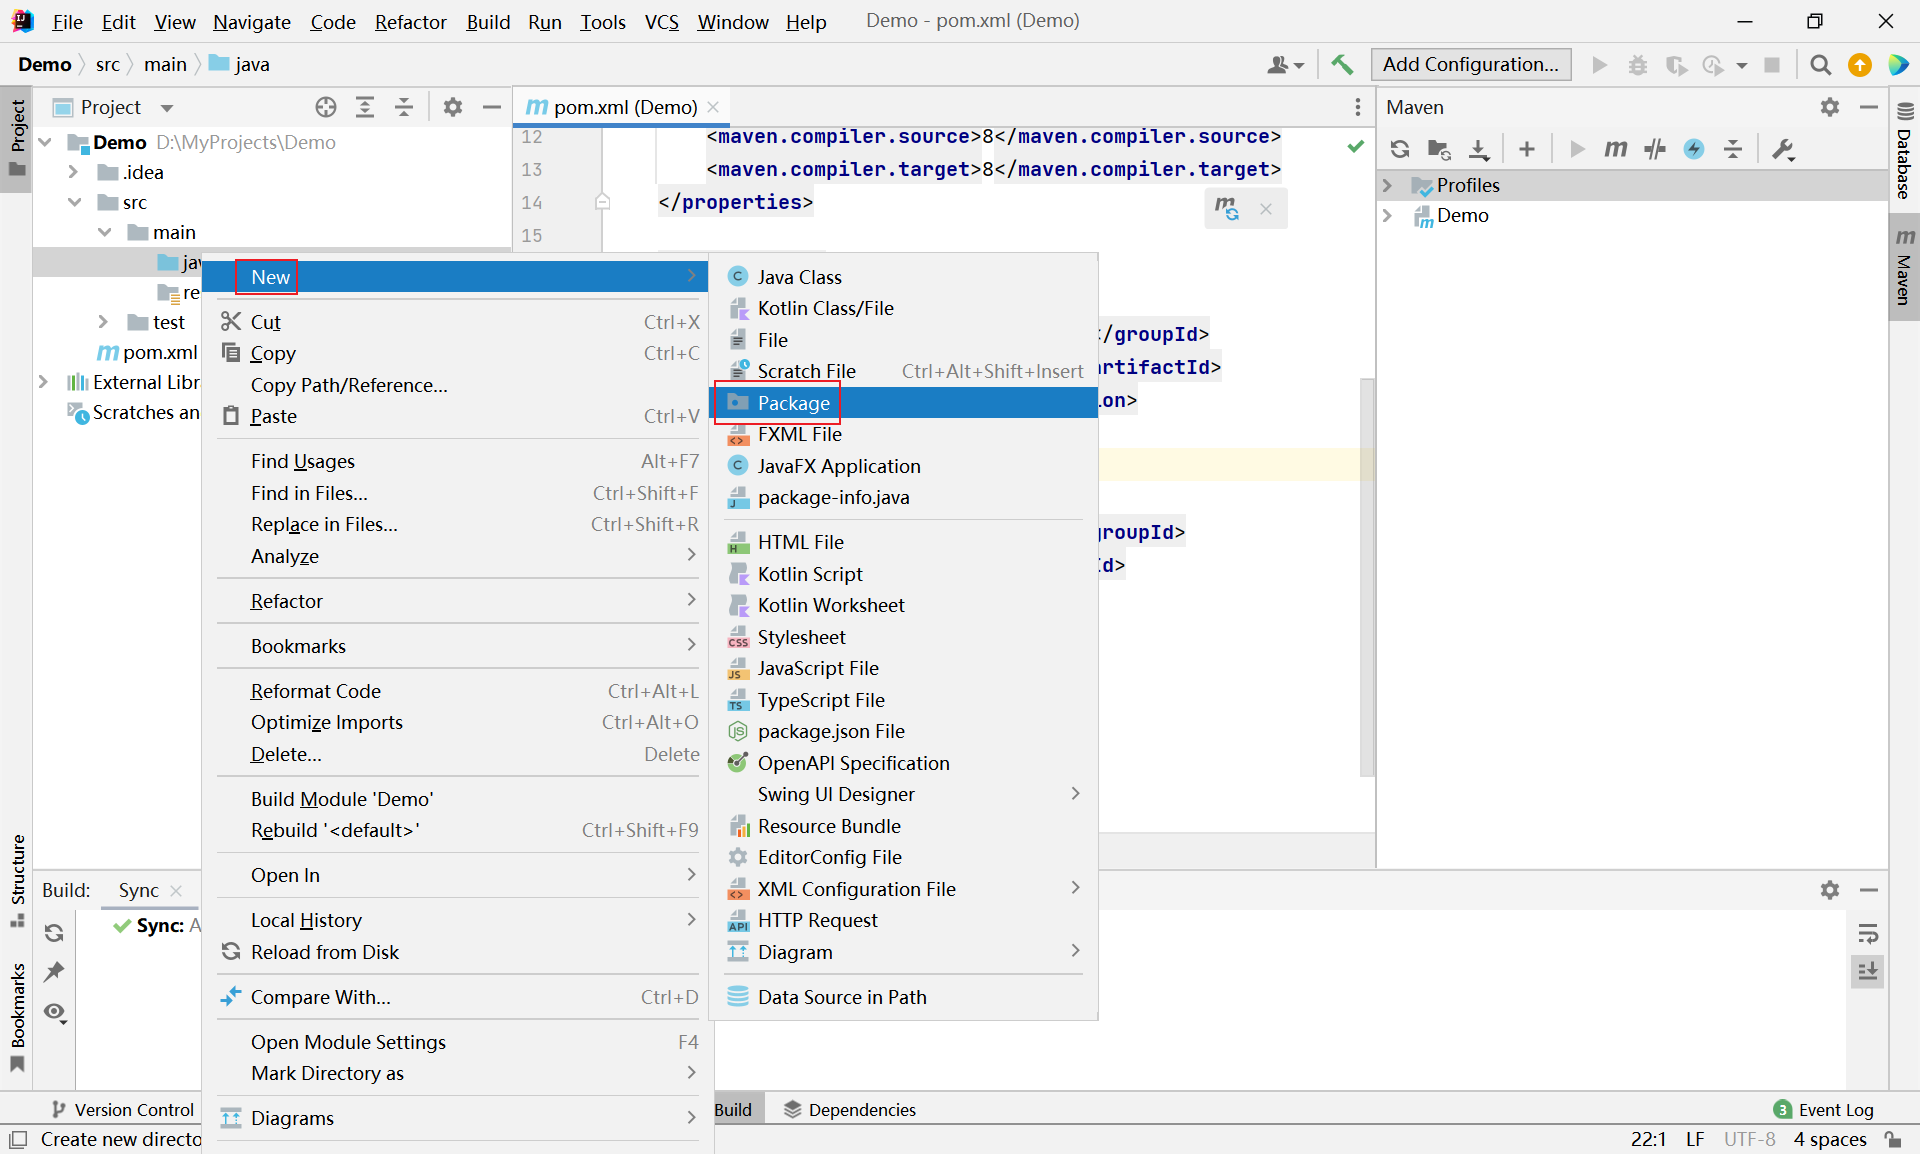 File Edit View Navigate Code Refactor Build Run Tools VCS Window Help Demo - pom.xml (Demo)
Demo src main java Add Configuration...
Project
pom.xml (Demo)
Maven
Project
Demo D:\MyProjects\Demo
.idea
src
main
jav
re
test
pom.xml
External Libr
Scratches an
12 <maven.compiler.source>8</maven.compiler.source>
13 <maven.compiler.target>8</maven.compiler.target>
14 </properties>
15
/groupId>
artifactId>
on>
groupId>
d>
Profiles
Demo
Database
Maven
New
Cut Ctrl+X
Copy Ctrl+C
Copy Path/Reference...
Paste Ctrl+V
Find Usages Alt+F7
Find in Files... Ctrl+Shift+F
Replace in Files... Ctrl+Shift+R
Analyze
Refactor
Bookmarks
Reformat Code Ctrl+Alt+L
Optimize Imports Ctrl+Alt+O
Delete... Delete
Build Module 'Demo'
Rebuild '<default>' Ctrl+Shift+F9
Open In
Local History
Reload from Disk
Compare With... Ctrl+D
Open Module Settings F4
Mark Directory as
Diagrams
Java Class
Kotlin Class/File
File
Scratch File Ctrl+Alt+Shift+Insert
Package
FXML File
JavaFX Application
package-info.java
HTML File
Kotlin Script
Kotlin Worksheet
Stylesheet
JavaScript File
TypeScript File
package.json File
OpenAPI Specification
Swing UI Designer
Resource Bundle
EditorConfig File
XML Configuration File
HTTP Request
Diagram
Data Source in Path
Structure
Bookmarks
Build: Sync
Sync: A
Version Control Build Dependencies 3 Event Log
Create new directo 22:1 LF UTF-8 4 spaces